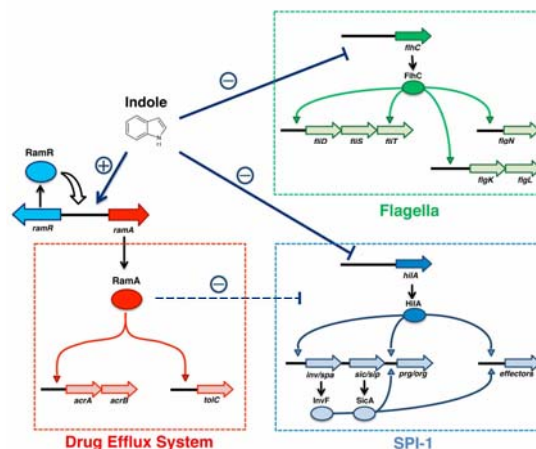 flhC
FlhC
fliD fliS fliT flgN
flgK flgL
Flagella
Indole
N
H
RamR
ramR ramA
RamA
acrA acrB tolC
Drug Efflux System
hilA
HilA
inv/spa sic/sip prg/org effectors
InvF SicA
SPI-1